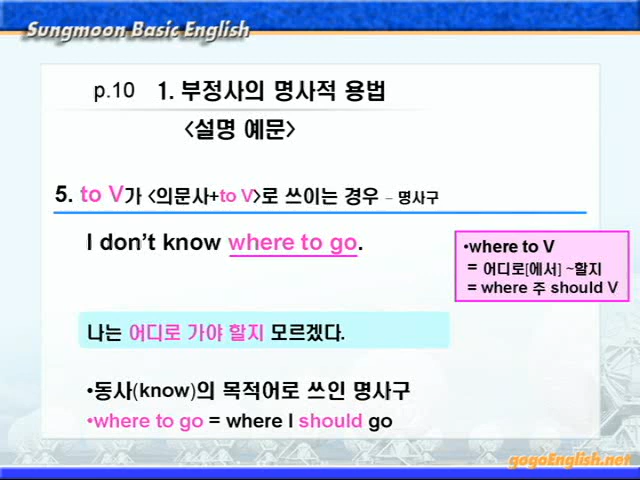 Sungmoon Basic English
p.10 1. 부정사의 명사적 용법
<설명 예문>
5. to V가 <의문사+to V>로 쓰이는 경우 – 명사구
I don't know where to go.
•where to V
= 어디로[에서] ~할지
= where 주 should V
나는 어디로 가야 할지 모르겠다.
•동사(know)의 목적어로 쓰인 명사구
•where to go = where I should go
gogoEnglish.net